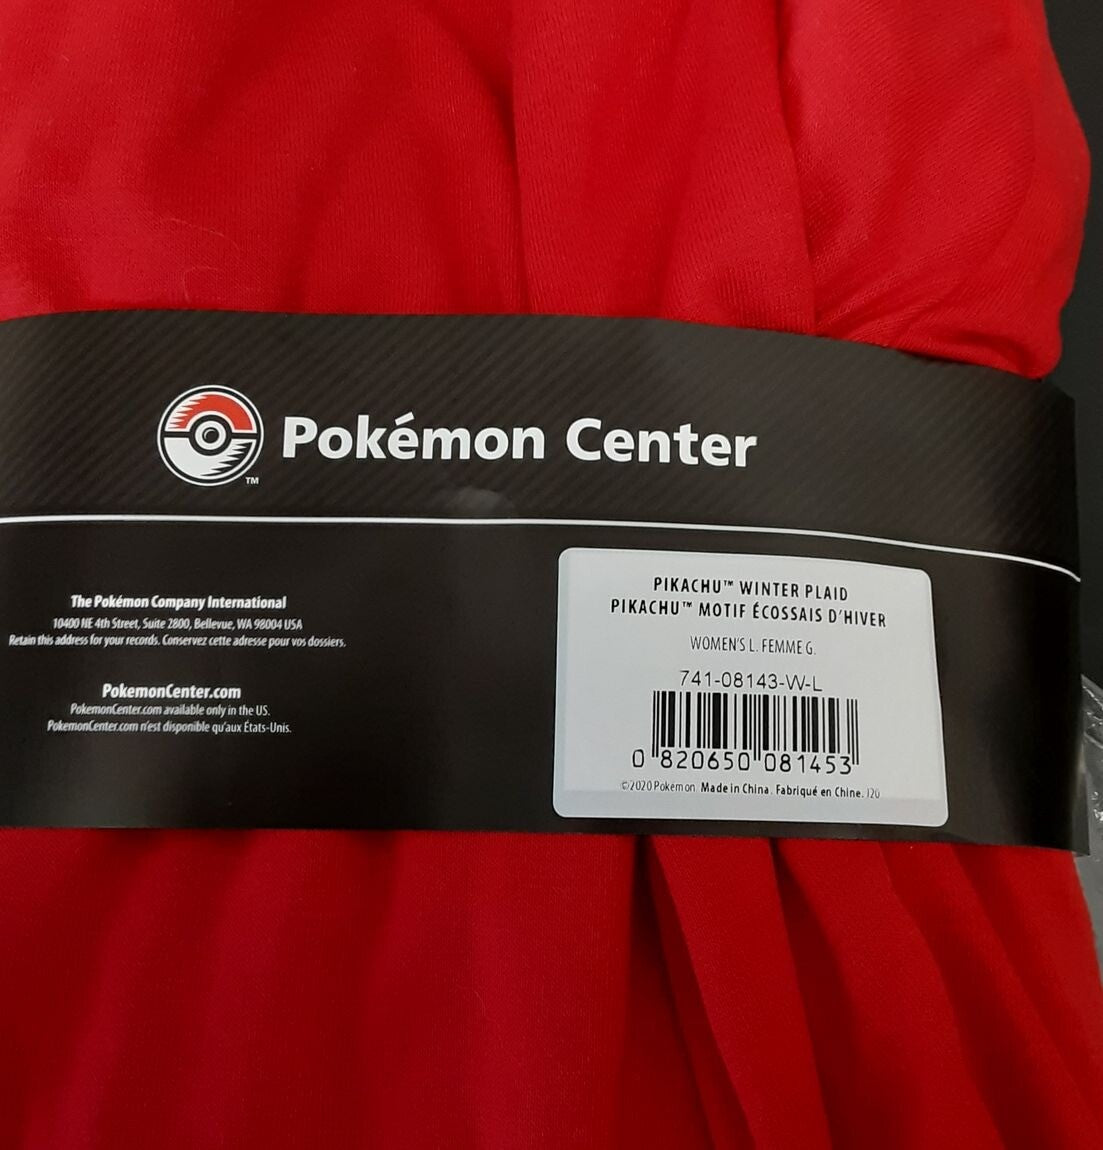 Pokémon Center
TM
The Pokémon Company International
10400 NE 4th Street, Suite 2800, Bellevue, WA 98004 USA
Retain this address for your records. Conservez cette adresse pour vos dossiers.
PokemonCenter.com
PokemonCenter.com available only in the US.
PokemonCenter.com n'est disponible qu'aux États-Unis.
PIKACHU™ WINTER PLAID
PIKACHU™ MOTIF ÉCOSSAIS D'HIVER
WOMEN'S L. FEMME G.
741-08143-W-L
0 820650 081453
©2020 Pokémon. Made in China. Fabriqué en Chine. J20